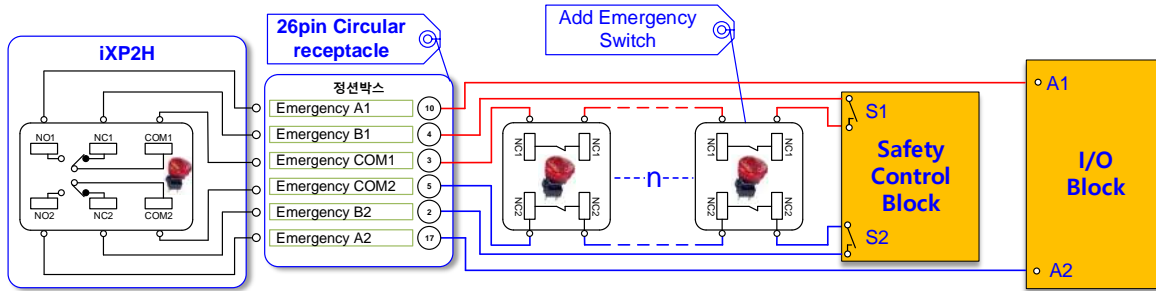 iXP2H
NO1
NC1
COM1
NO2
NC2
COM2
26pin Circular
receptacle
정션박스
Emergency A1
10
Emergency B1
4
Emergency COM1
3
Emergency COM2
5
Emergency B2
2
Emergency A2
17
Add Emergency
Switch
NC1
NC1
NC2
NC2
n
NC1
NC1
NC2
NC2
S1
Safety
Control
Block
S2
A1
I/O
Block
A2